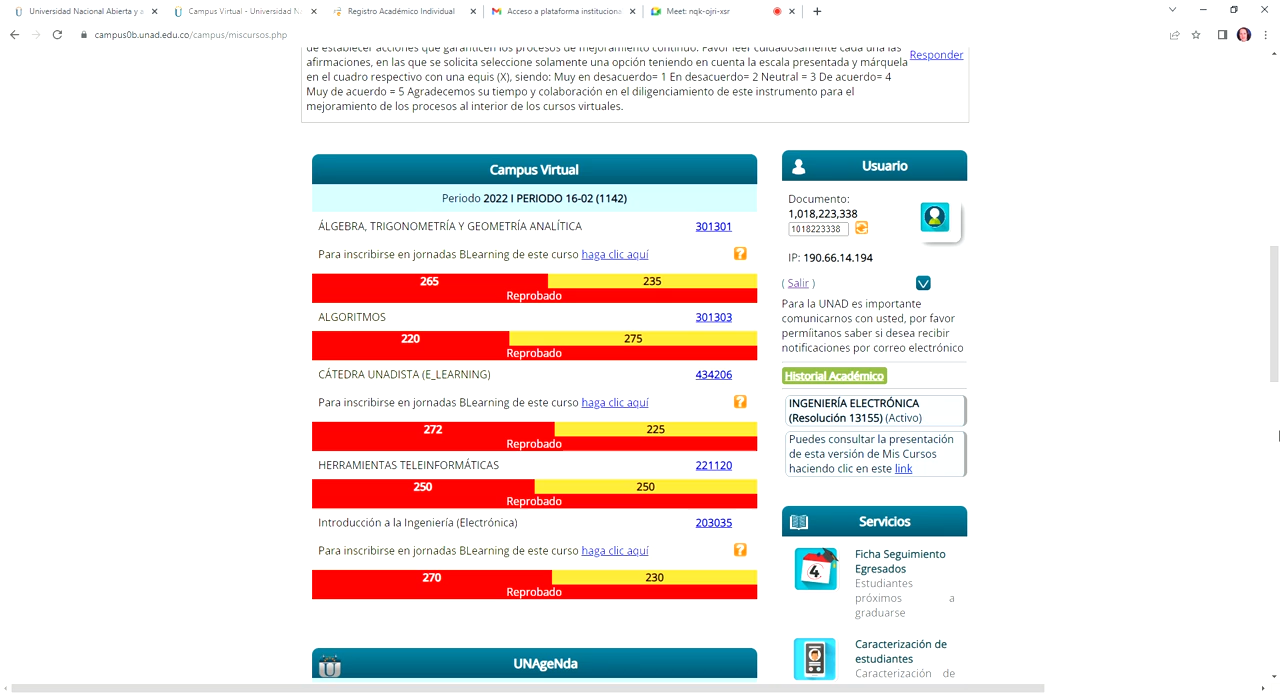 Universidad Nacional Abierta y a
Campus Virtual - Universidad N
Registro Académico Individual
Acceso a plataforma instituciona
Meet: nqk-ojri-xsr
campus0b.unad.edu.co/campus/miscursos.php
de establecer acciones que garanticen los procesos de mejoramiento continuo. Favor leer cuidadosamente cada una las
afirmaciones, en las que se solicita seleccione solamente una opción teniendo en cuenta la escala presentada y márquela
en el cuadro respectivo con una equis (X), siendo: Muy en desacuerdo= 1 En desacuerdo= 2 Neutral = 3 De acuerdo= 4
Muy de acuerdo = 5 Agradecemos su tiempo y colaboración en el diligenciamiento de este instrumento para el
mejoramiento de los procesos al interior de los cursos virtuales.
Responder
Campus Virtual
Periodo 2022 I PERIODO 16-02 (1142)
ÁLGEBRA, TRIGONOMETRÍA Y GEOMETRÍA ANALÍTICA 301301
Para inscribirse en jornadas BLearning de este curso haga clic aquí
265 235
Reprobado
ALGORITMOS 301303
220 275
Reprobado
CÁTEDRA UNADISTA (E_LEARNING) 434206
Para inscribirse en jornadas BLearning de este curso haga clic aquí
272 225
Reprobado
HERRAMIENTAS TELEINFORMÁTICAS 221120
250 250
Reprobado
Introducción a la Ingeniería (Electrónica) 203035
Para inscribirse en jornadas BLearning de este curso haga clic aquí
270 230
Reprobado
UNAgeNda
Usuario
Documento:
1,018,223,338
1018223338
IP: 190.66.14.194
( Salir )
Para la UNAD es importante
comunicarnos con usted, por favor
permíitanos saber si desea recibir
notificaciones por correo electrónico
Historial Académico
INGENIERÍA ELECTRÓNICA
(Resolución 13155) (Activo)
Puedes consultar la presentación
de esta versión de Mis Cursos
haciendo clic en este link
Servicios
4
Ficha Seguimiento
Egresados
Estudiantes
próximos a
graduarse
Caracterización de
estudiantes
Caracterización de